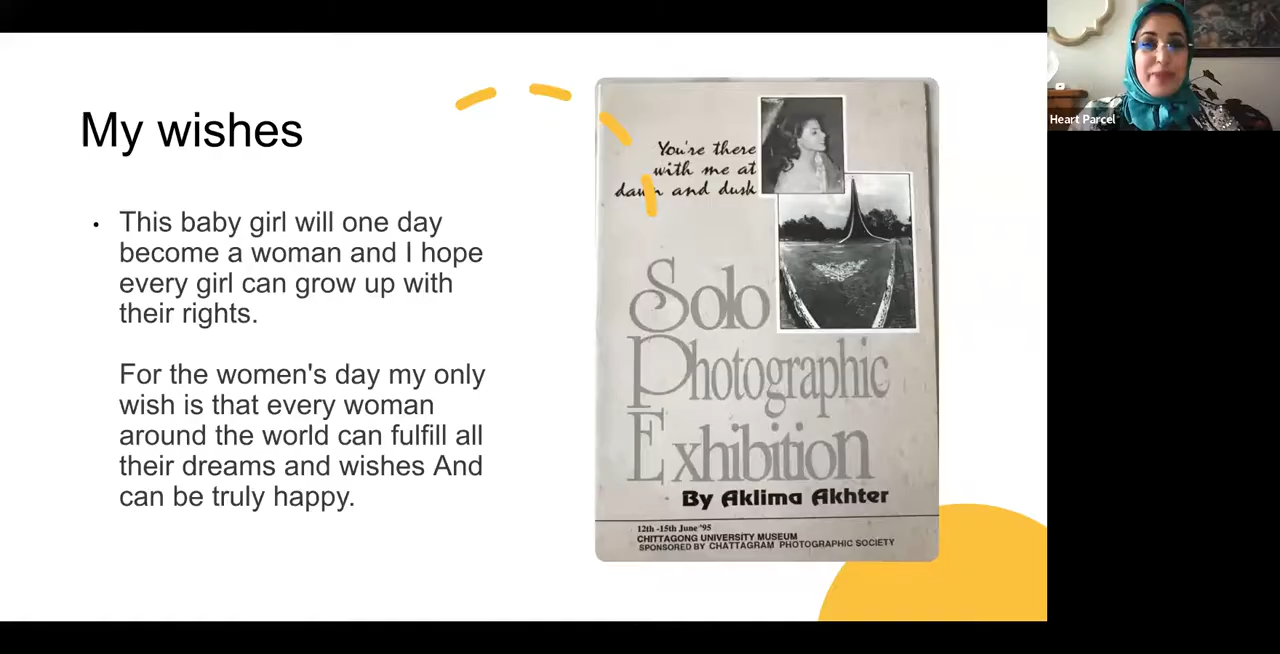 My wishes
• This baby girl will one day
become a woman and I hope
every girl can grow up with
their rights.
For the women's day my only
wish is that every woman
around the world can fulfill all
their dreams and wishes And
can be truly happy.
You're there
with me at
dawn and dusk
Solo
Photographic
Exhibition
By Aklima Akhter
12th -15th June '95
CHITTAGONG UNIVERSITY MUSEUM
SPONSORED BY CHATTAGRAM PHOTOGRAPHIC SOCIETY
Heart Parcel